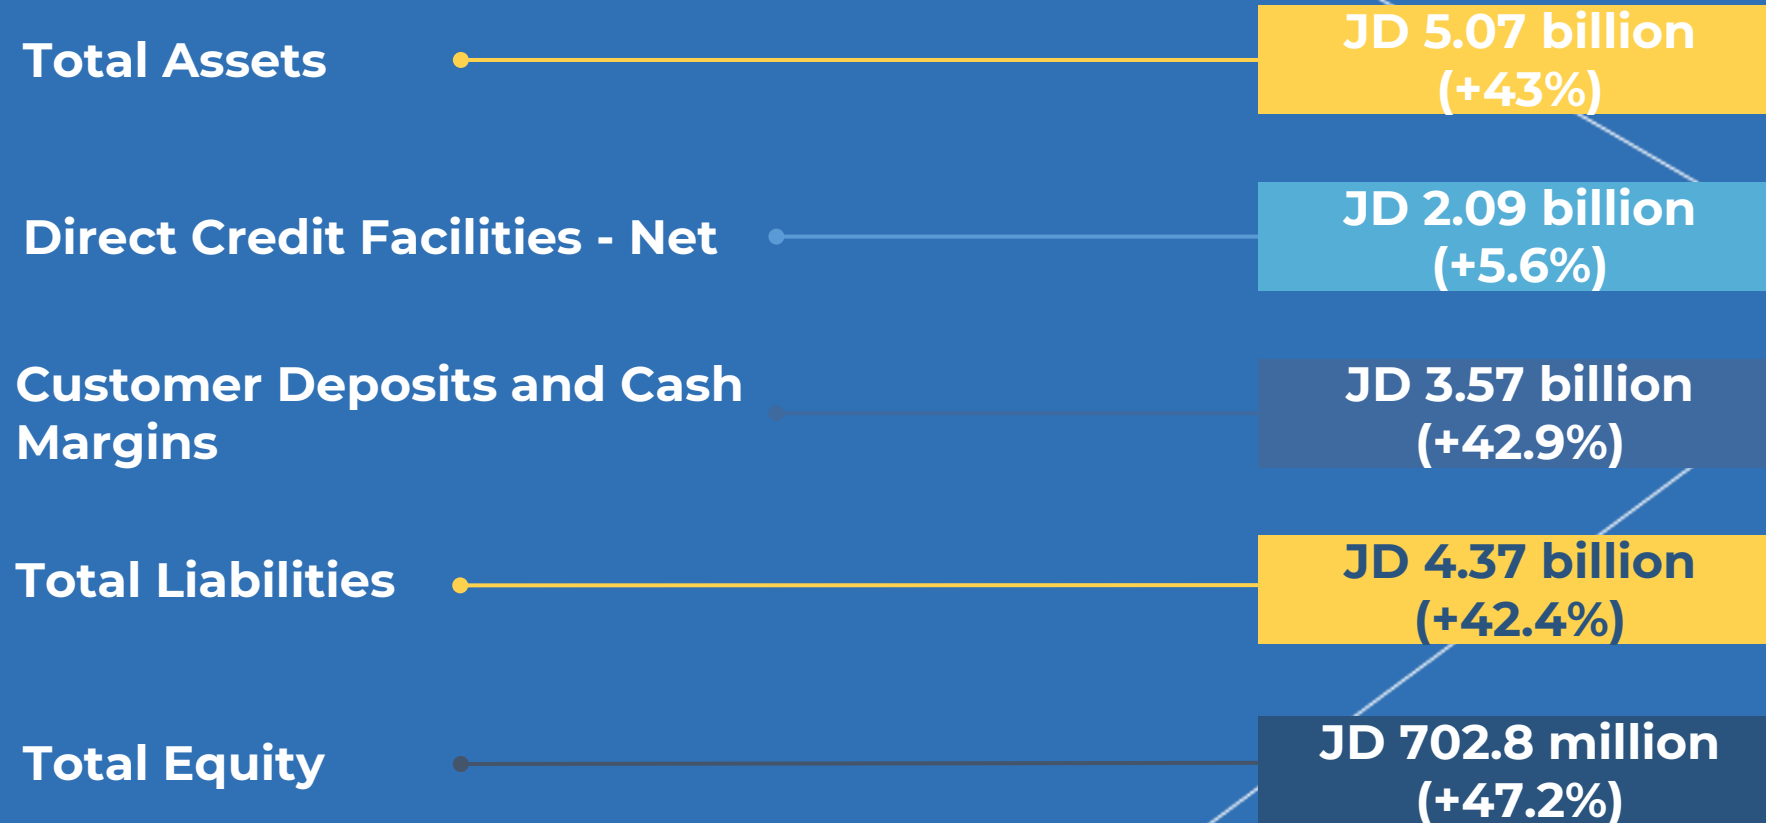 Total Assets
JD 5.07 billion
(+43%)
Direct Credit Facilities - Net
JD 2.09 billion
(+5.6%)
Customer Deposits and Cash
Margins
JD 3.57 billion
(+42.9%)
Total Liabilities
JD 4.37 billion
(+42.4%)
Total Equity
JD 702.8 million
(+47.2%)